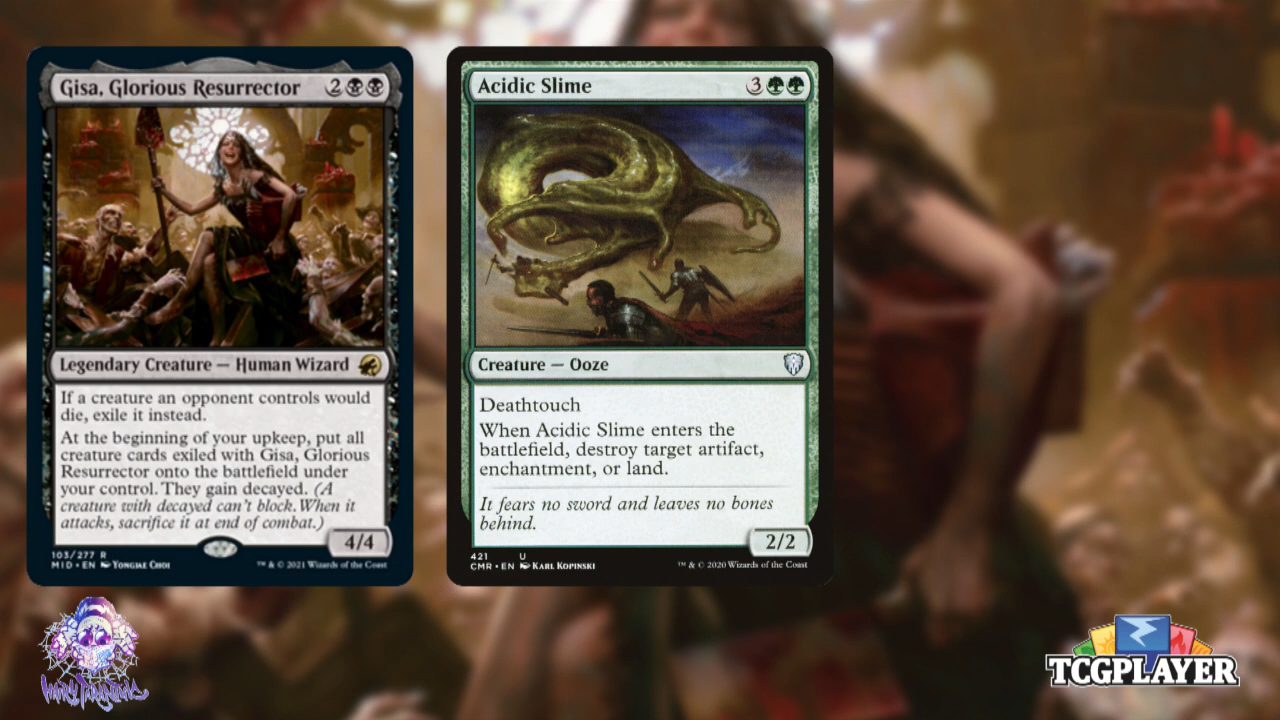 Gisa, Glorious Resurrector 2
Legendary Creature — Human Wizard
If a creature an opponent controls would
die, exile it instead.
At the beginning of your upkeep, put all
creature cards exiled with Gisa, Glorious
Resurrector onto the battlefield under
your control. They gain decayed. (A
creature with decayed can't block. When it
attacks, sacrifice it at end of combat.)
4/4
103/277 R
MID • EN YONGJAE CHOI
™ & © 2021 Wizards of the Coast
Acidic Slime 3
Creature — Ooze
Deathtouch
When Acidic Slime enters the
battlefield, destroy target artifact,
enchantment, or land.
It fears no sword and leaves no bones
behind.
2/2
421 U
CMR • EN KARL KOPINSKI
™ & © 2020 Wizards of the Coast
TCGPLAYER